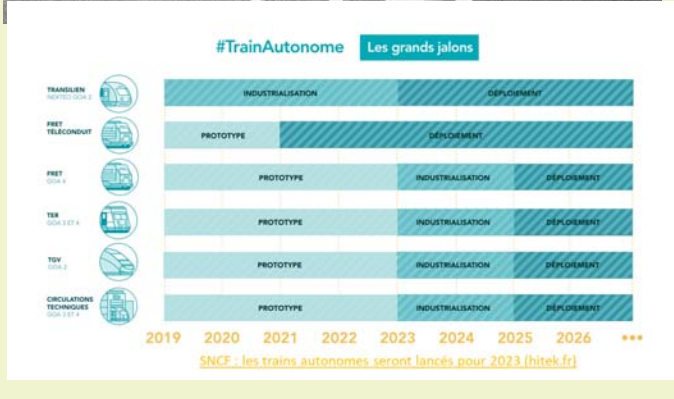 #TrainAutonome Les grands jalons
TRANSILIEN
NEXTEO GOA 2
INDUSTRIALISATION DÉPLOIEMENT
FRET
TÉLÉCONDUIT
PROTOTYPE DÉPLOIEMENT
FRET
GOA 4
PROTOTYPE INDUSTRIALISATION DÉPLOIEMENT
TER
GOA 3 ET 4
PROTOTYPE INDUSTRIALISATION DÉPLOIEMENT
TGV
GOA 2
PROTOTYPE INDUSTRIALISATION DÉPLOIEMENT
CIRCULATIONS
TECHNIQUES
GOA 3 ET 4
PROTOTYPE INDUSTRIALISATION DÉPLOIEMENT
2019 2020 2021 2022 2023 2024 2025 2026 •••
SNCF : les trains autonomes seront lancés pour 2023 (hitek.fr)